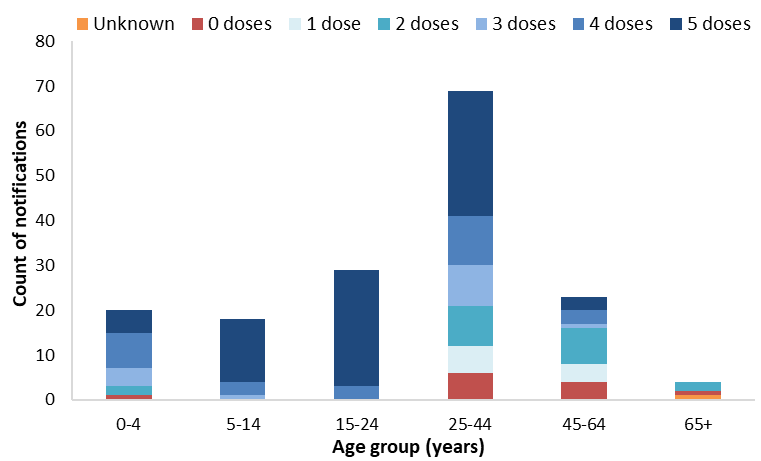 Unknown 0 doses 1 dose 2 doses 3 doses 4 doses 5 doses
80
70
60
50
40
30
20
10
0
Count of notifications
0-4 5-14 15-24 25-44 45-64 65+
Age group (years)